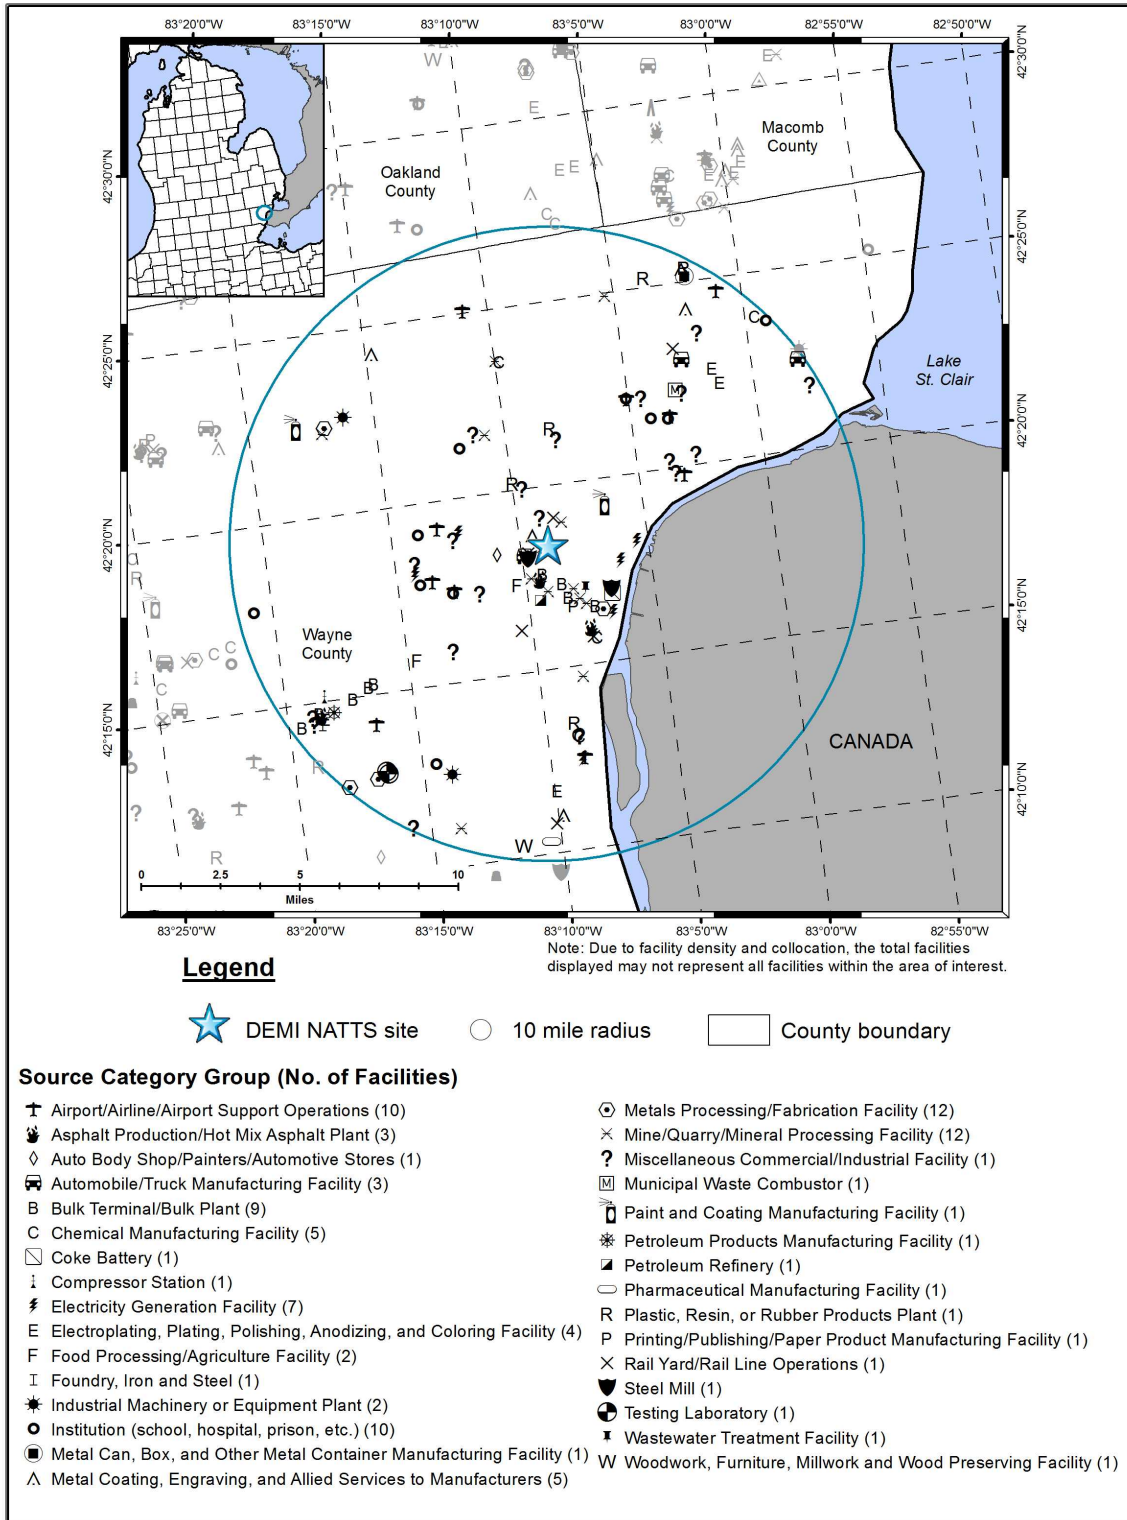 83°20'0"W 83°15'0"W 83°10'0"W 83°5'0"W 83°0'0"W 82°55'0"W 82°50'0"W
42°30'0"N
42°25'0"N
42°20'0"N
42°15'0"N
42°30'0"N
42°25'0"N
42°20'0"N
42°15'0"N
42°10'0"N
Oakland
County
Macomb
County
Lake
St. Clair
Wayne
County
CANADA
0 2.5 5 10
Miles
83°25'0"W 83°20'0"W 83°15'0"W 83°10'0"W 83°5'0"W 83°0'0"W 82°55'0"W
Note: Due to facility density and collocation, the total facilities
displayed may not represent all facilities within the area of interest.
Legend
DEMI NATTS site 10 mile radius County boundary
Source Category Group (No. of Facilities)
Airport/Airline/Airport Support Operations (10)
Asphalt Production/Hot Mix Asphalt Plant (3)
Auto Body Shop/Painters/Automotive Stores (1)
Automobile/Truck Manufacturing Facility (3)
B Bulk Terminal/Bulk Plant (9)
C Chemical Manufacturing Facility (5)
Coke Battery (1)
Compressor Station (1)
Electricity Generation Facility (7)
E Electroplating, Plating, Polishing, Anodizing, and Coloring Facility (4)
F Food Processing/Agriculture Facility (2)
Foundry, Iron and Steel (1)
Industrial Machinery or Equipment Plant (2)
Institution (school, hospital, prison, etc.) (10)
Metal Can, Box, and Other Metal Container Manufacturing Facility (1)
Metal Coating, Engraving, and Allied Services to Manufacturers (5)
Metals Processing/Fabrication Facility (12)
Mine/Quarry/Mineral Processing Facility (12)
? Miscellaneous Commercial/Industrial Facility (1)
M Municipal Waste Combustor (1)
Paint and Coating Manufacturing Facility (1)
Petroleum Products Manufacturing Facility (1)
Petroleum Refinery (1)
Pharmaceutical Manufacturing Facility (1)
R Plastic, Resin, or Rubber Products Plant (1)
P Printing/Publishing/Paper Product Manufacturing Facility (1)
Rail Yard/Rail Line Operations (1)
Steel Mill (1)
Testing Laboratory (1)
Wastewater Treatment Facility (1)
W Woodwork, Furniture, Millwork and Wood Preserving Facility (1)